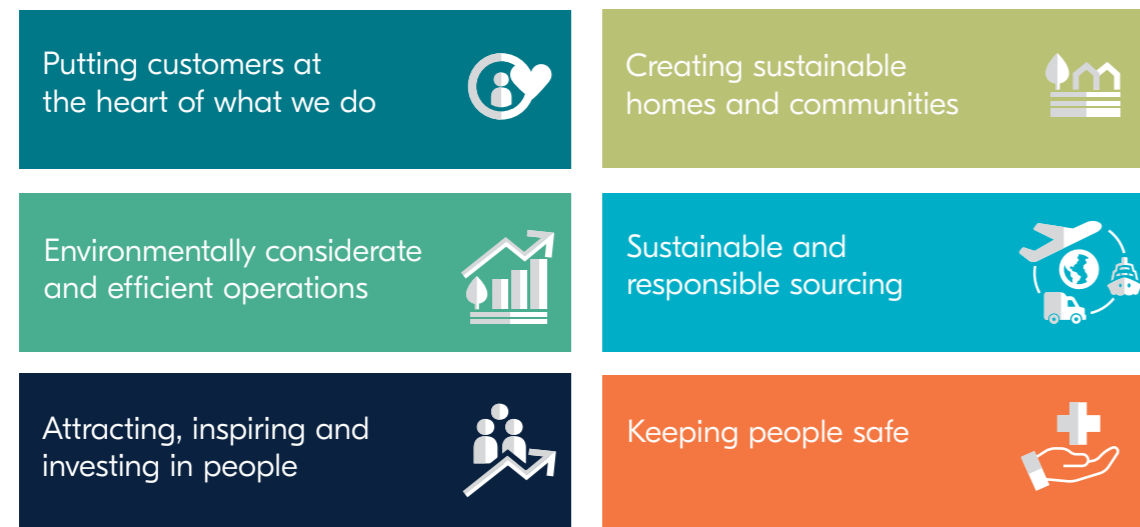 Putting customers at
the heart of what we do
Creating sustainable
homes and communities
Environmentally considerate
and efficient operations
Sustainable and
responsible sourcing
Attracting, inspiring and
investing in people
Keeping people safe